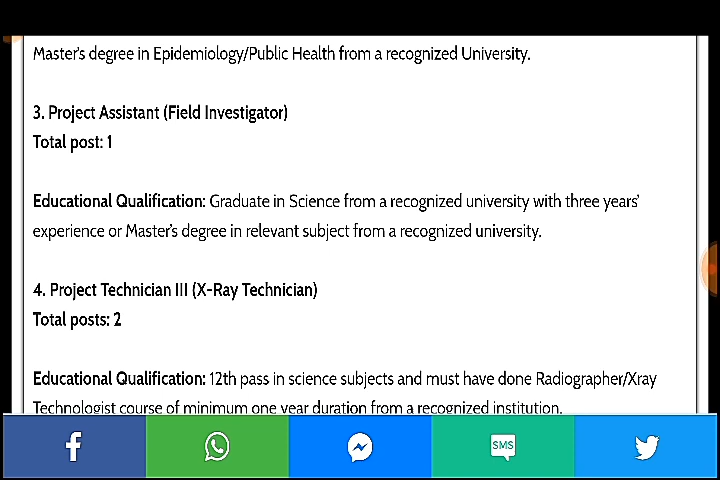 Master's degree in Epidemiology/Public Health from a recognized University.
3. Project Assistant (Field Investigator)
Total post: 1
Educational Qualification: Graduate in Science from a recognized university with three years'
experience or Master's degree in relevant subject from a recognized university.
4. Project Technician III (X-Ray Technician)
Total posts: 2
Educational Qualification: 12th pass in science subjects and must have done Radiographer/Xray
Technologist course of minimum one year duration from a recognized institution.
SMS